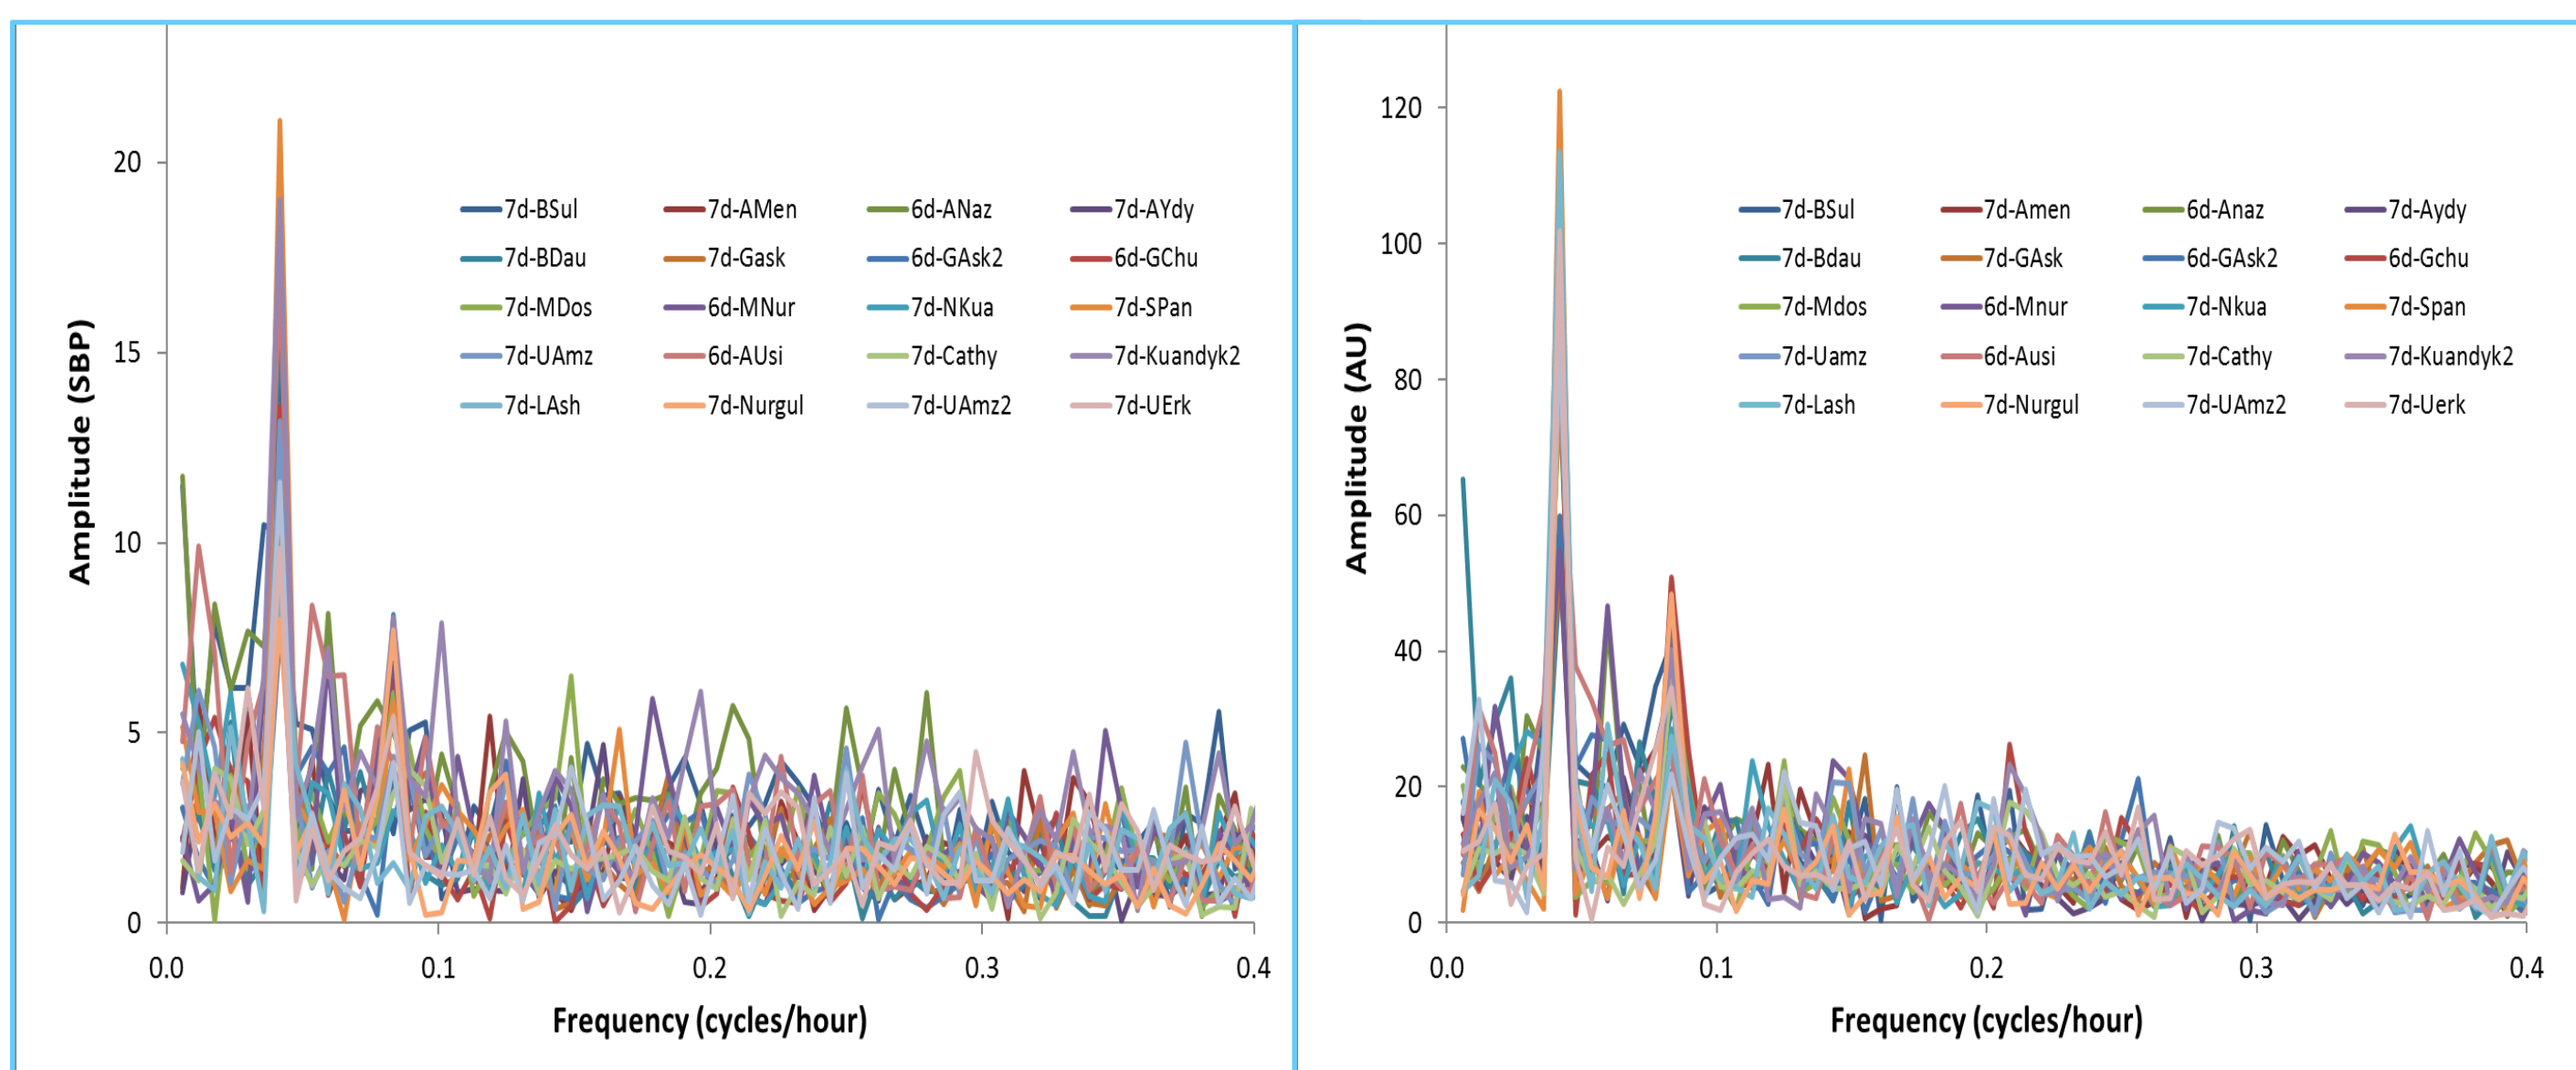 Amplitude (SBP)
20
15
10
5
0
7d-BSul 7d-AMen 6d-ANaz 7d-AYdy
7d-BDau 7d-Gask 6d-GAsk2 6d-GChu
7d-MDos 6d-MNur 7d-NKua 7d-SPan
7d-UAmz 6d-AUsi 7d-Cathy 7d-Kuandyk2
7d-LAsh 7d-Nurgul 7d-UAmz2 7d-UErk
0.0 0.1 0.2 0.3 0.4
Frequency (cycles/hour)
Amplitude (AU)
120
100
80
60
40
20
0
7d-BSul 7d-Amen 6d-Anaz 7d-Aydy
7d-Bdau 7d-GAsk 6d-GAsk2 6d-Gchu
7d-Mdos 6d-Mnur 7d-Nkua 7d-Span
7d-Uamz 6d-Ausi 7d-Cathy 7d-Kuandyk2
7d-Lash 7d-Nurgul 7d-UAmz2 7d-Uerk
0.0 0.1 0.2 0.3 0.4
Frequency (cycles/hour)